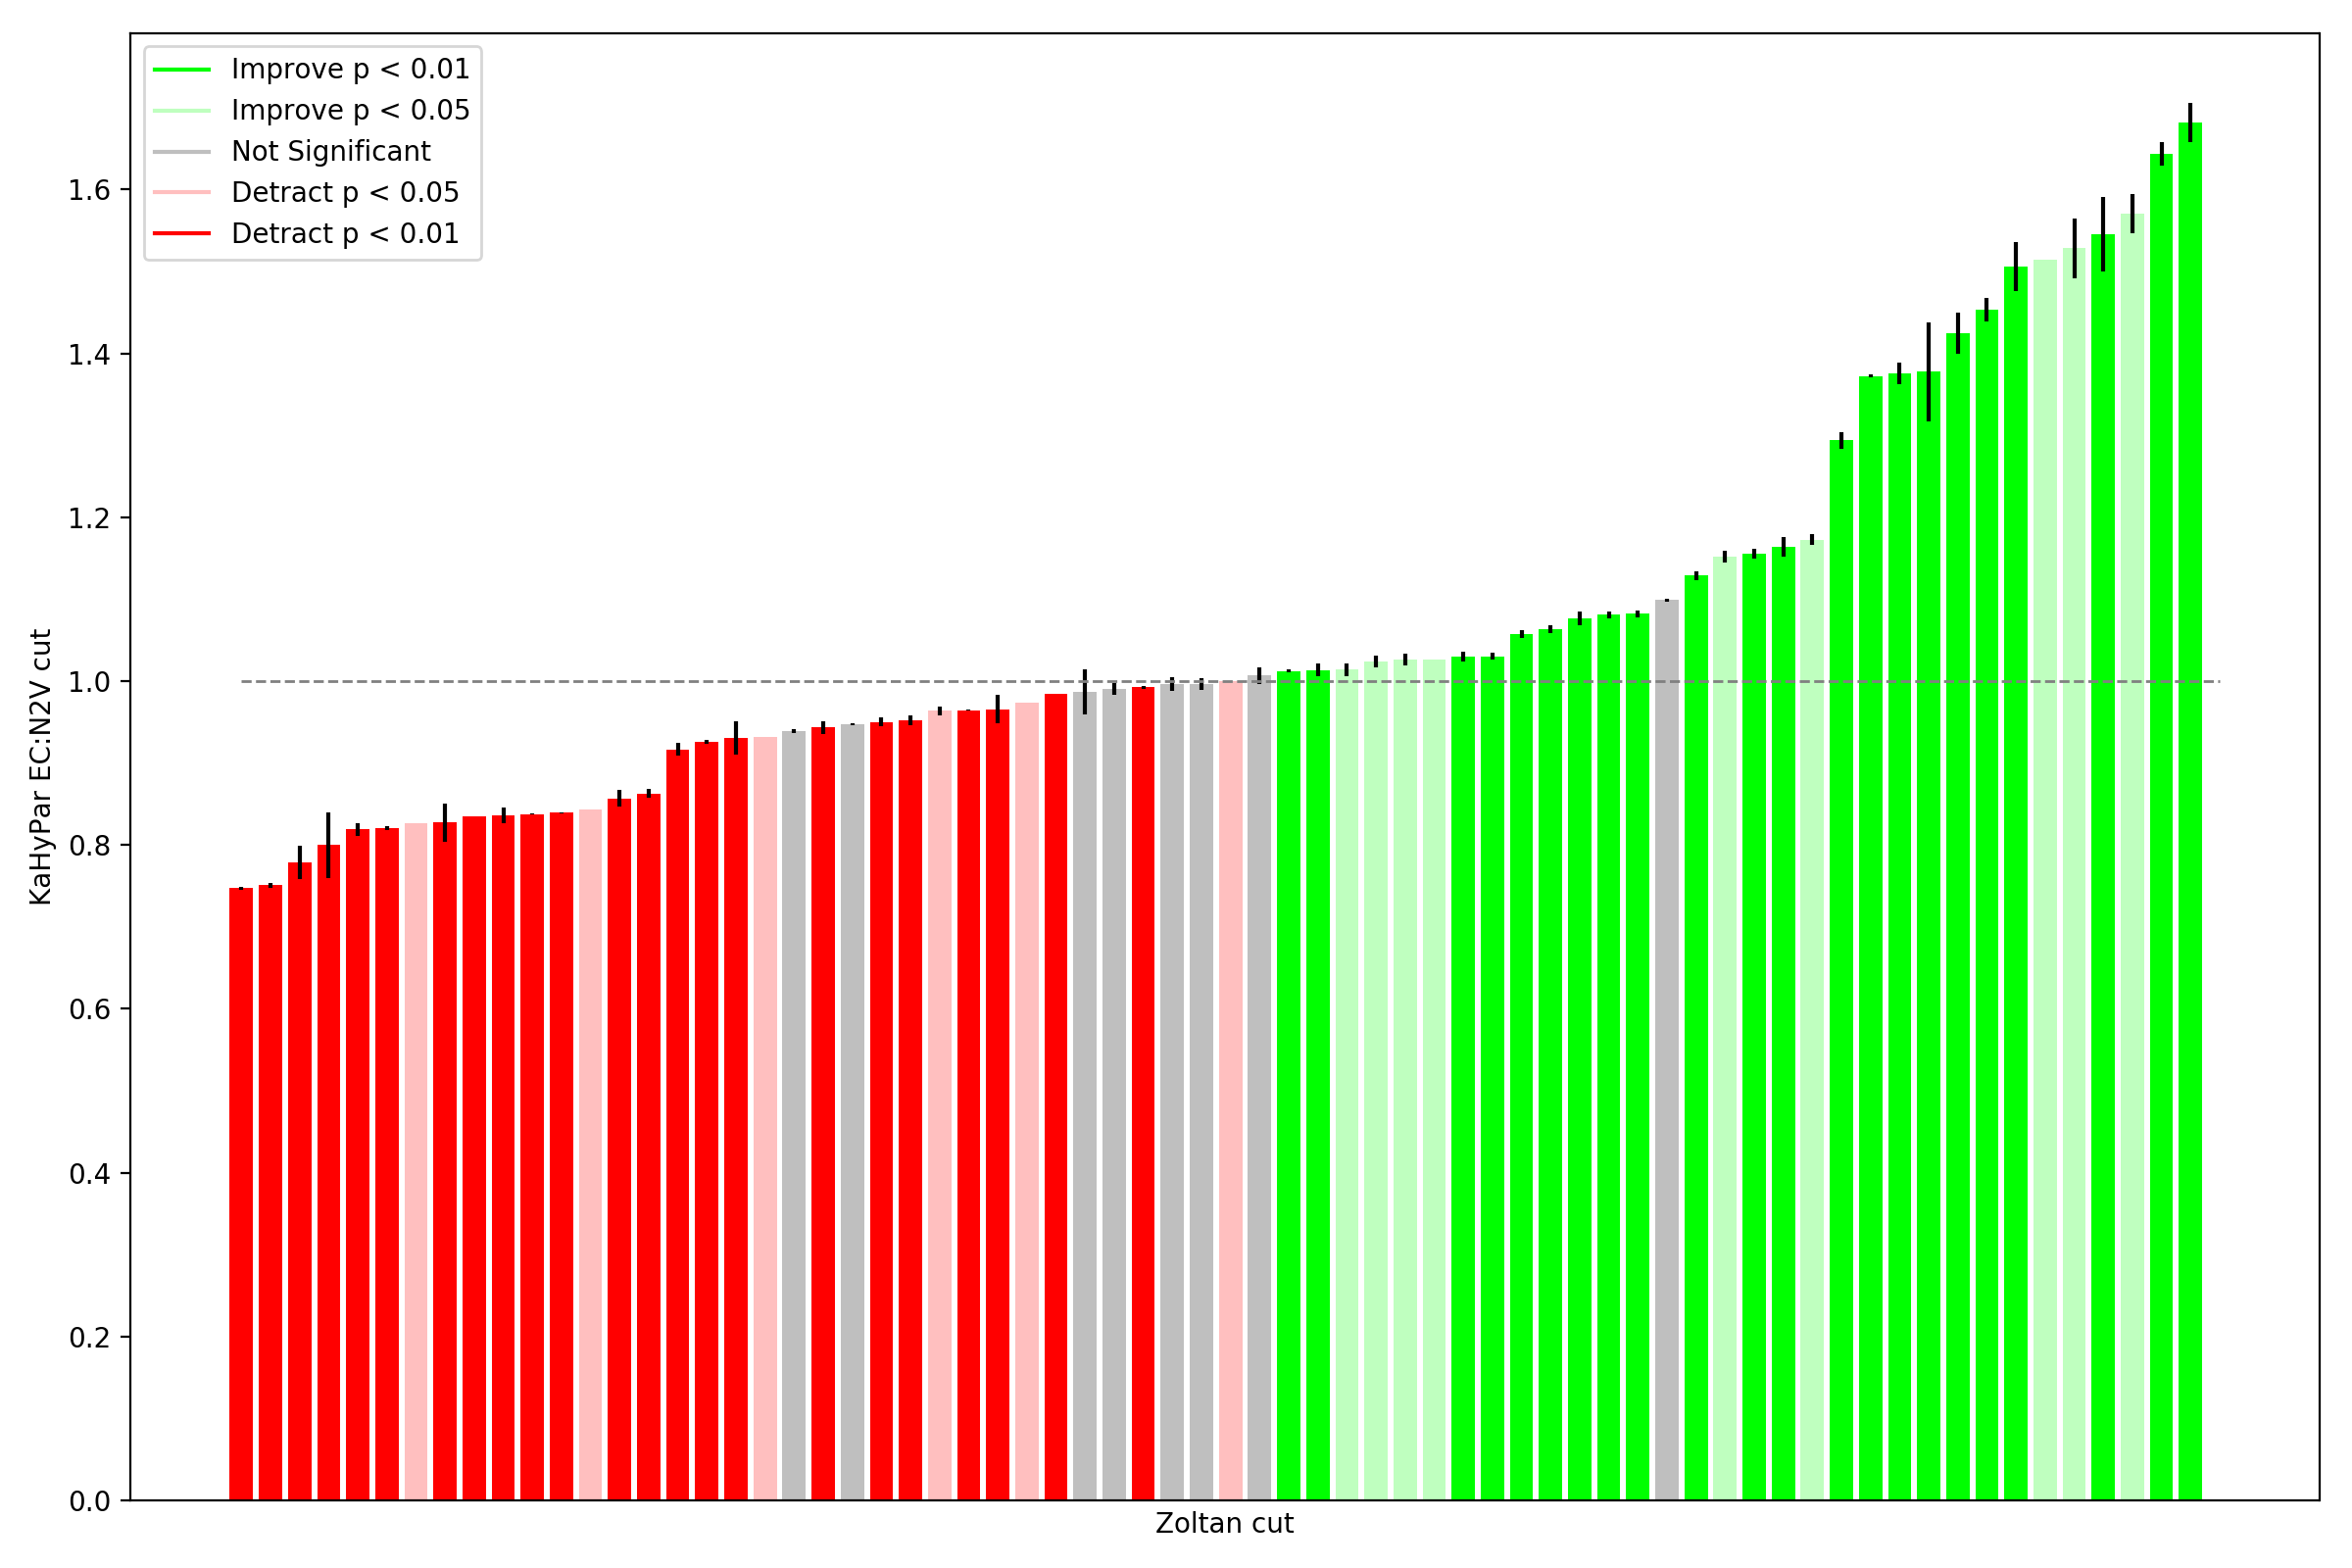 Improve p < 0.01
Improve p < 0.05
Not Significant
Detract p < 0.05
Detract p < 0.01
KaHyPar EC:N2V cut
1.6
1.4
1.2
1.0
0.8
0.6
0.4
0.2
0.0
Zoltan cut